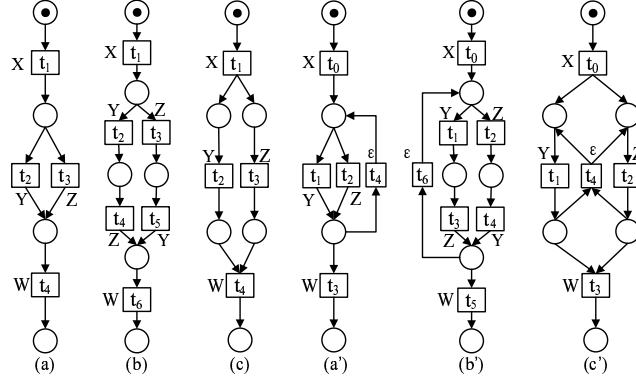 X t₁ X t₁ X t₁ X t₀ X t₀ X t₀
Y Z Y Z
t₂ t₃ t₁ t₂
ε ε ε
Y Z Y Z
t₂ t₃ t₂ t₃ t₁ t₂ t₄ t₆ t₁ t₄ t₂
Y Z Y Z
t₄ t₅ t₃ t₄
Z Y Z Y
W t₄ W t₆ W t₄ W t₃ W t₅ W t₃
(a) (b) (c) (a') (b') (c')